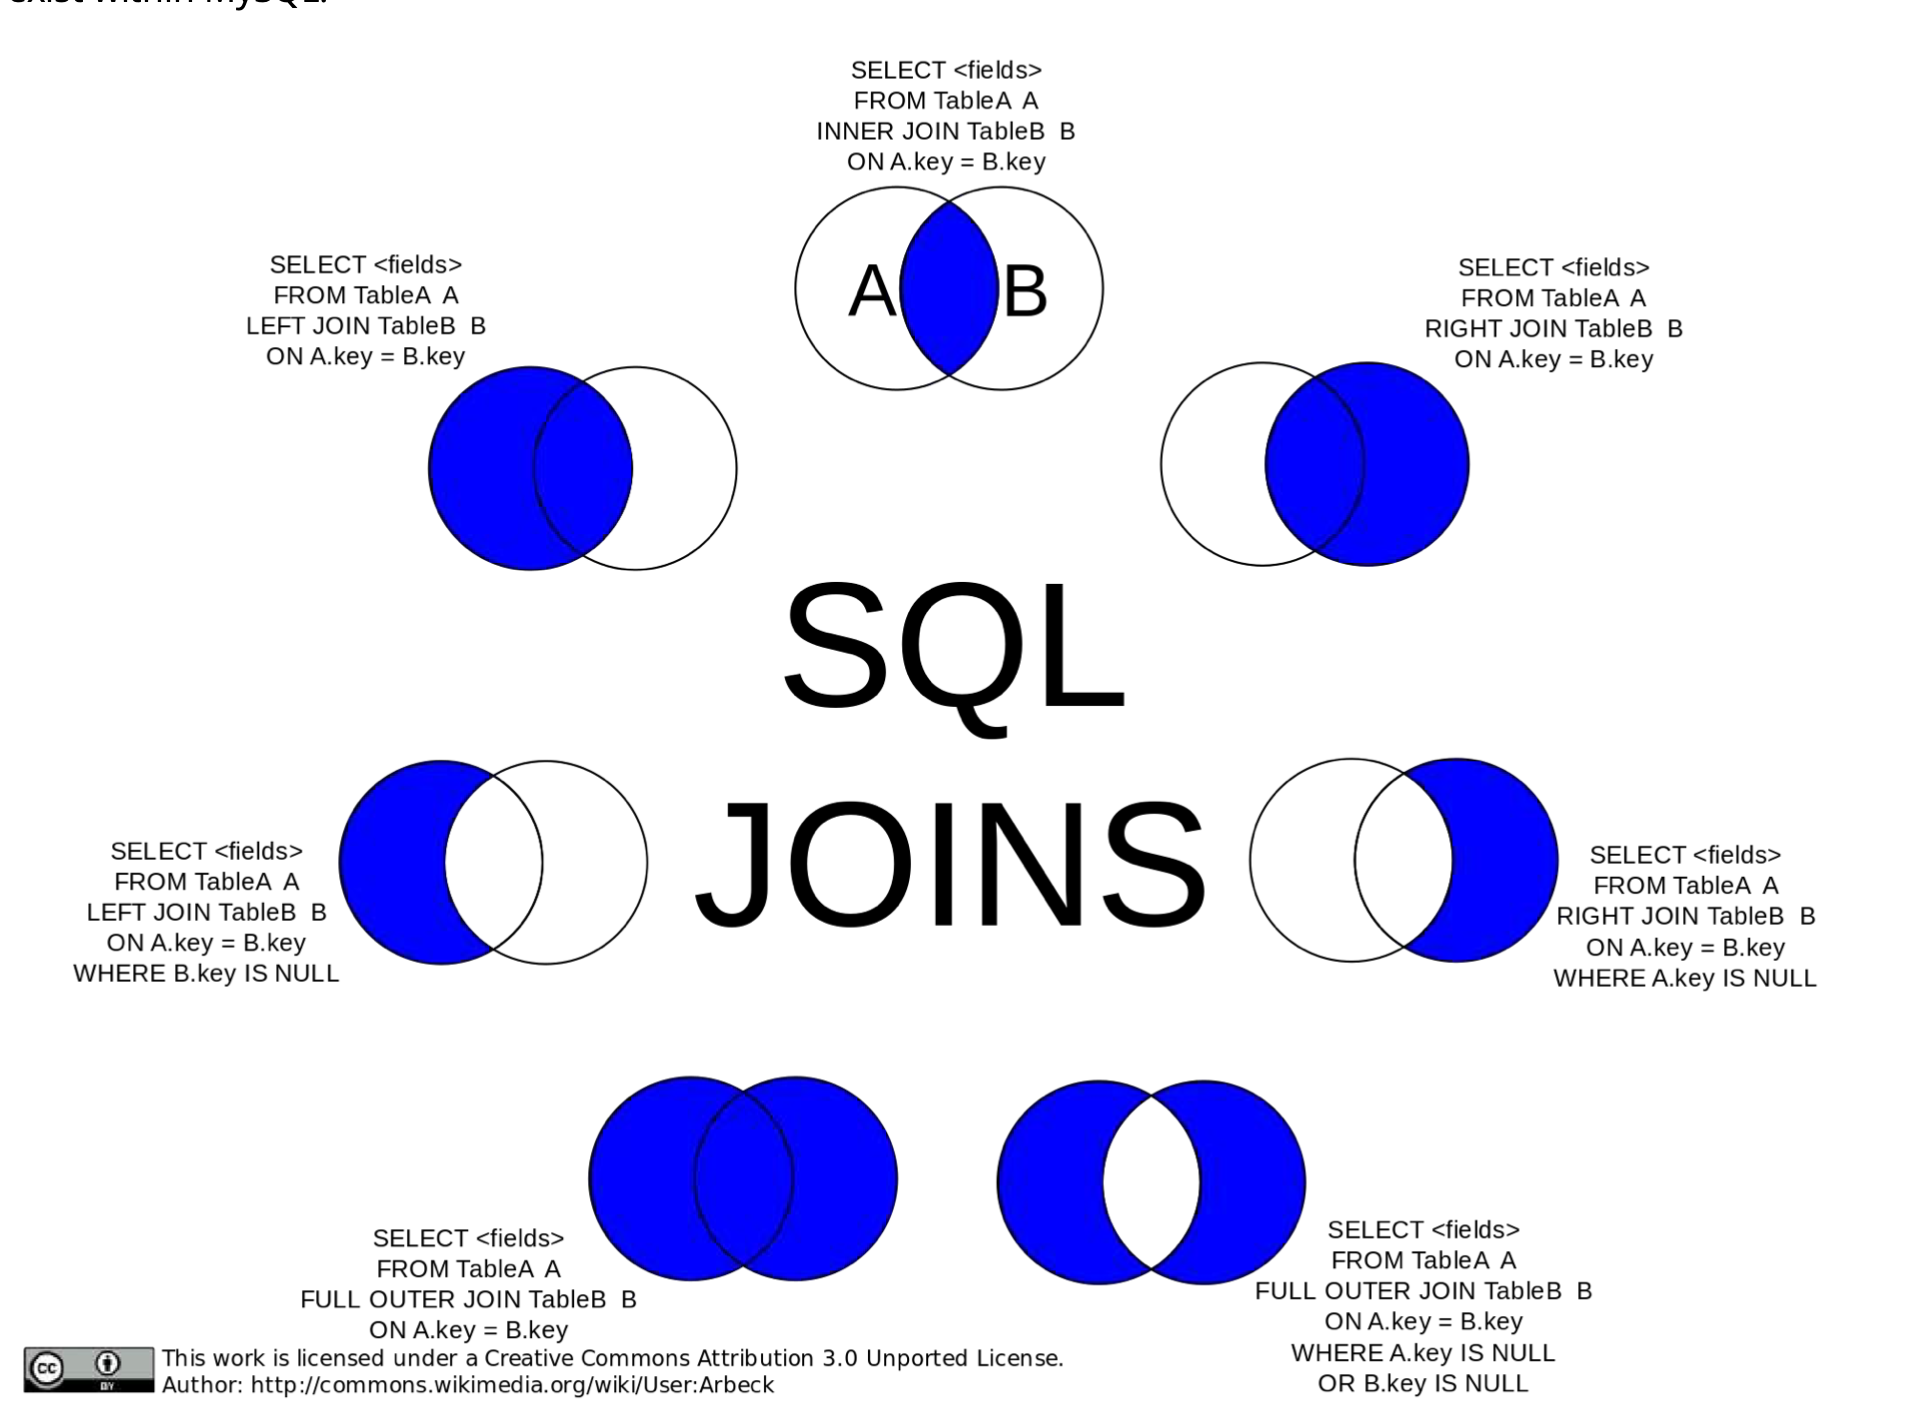 exist within MySQL.
SELECT <fields>
FROM TableA A
INNER JOIN TableB B
ON A.key = B.key
A B
SELECT <fields>
FROM TableA A
LEFT JOIN TableB B
ON A.key = B.key
SELECT <fields>
FROM TableA A
RIGHT JOIN TableB B
ON A.key = B.key
SQL
JOINS
SELECT <fields>
FROM TableA A
LEFT JOIN TableB B
ON A.key = B.key
WHERE B.key IS NULL
SELECT <fields>
FROM TableA A
RIGHT JOIN TableB B
ON A.key = B.key
WHERE A.key IS NULL
SELECT <fields>
FROM TableA A
FULL OUTER JOIN TableB B
ON A.key = B.key
SELECT <fields>
FROM TableA A
FULL OUTER JOIN TableB B
ON A.key = B.key
WHERE A.key IS NULL
OR B.key IS NULL
cc
BY
This work is licensed under a Creative Commons Attribution 3.0 Unported License.
Author: http://commons.wikimedia.org/wiki/User:Arbeck